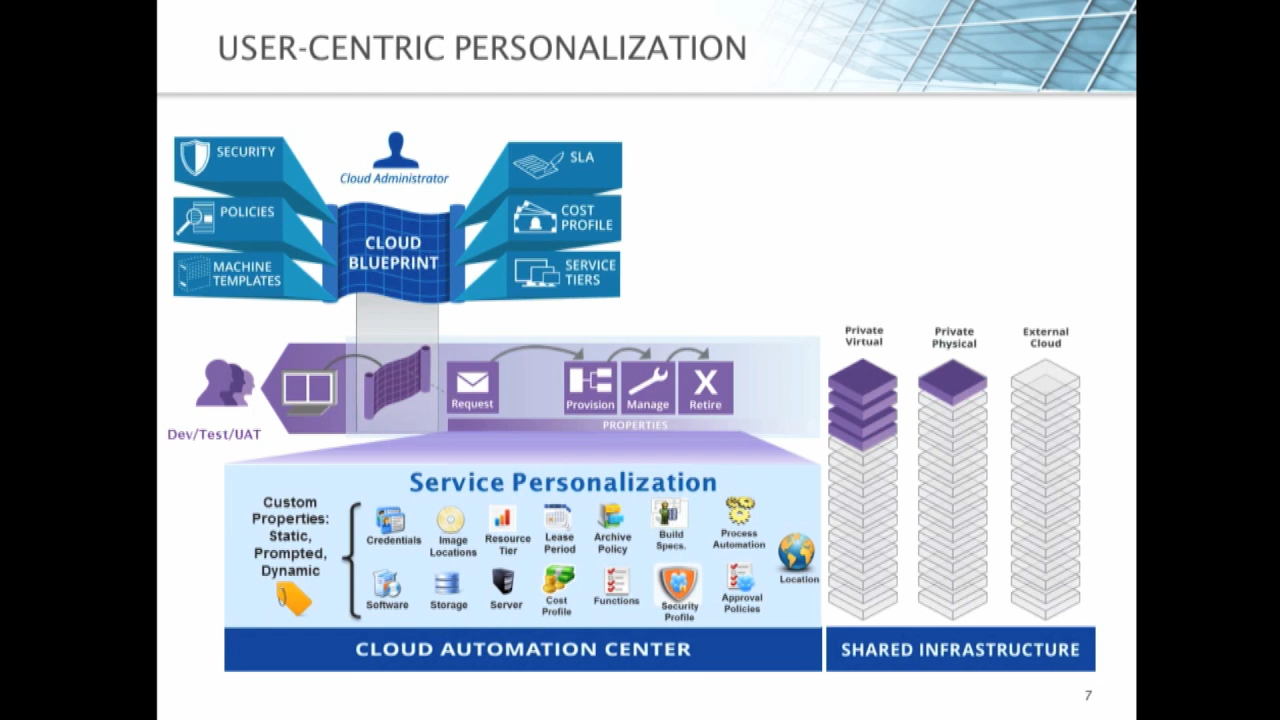 USER-CENTRIC PERSONALIZATION
SECURITY
POLICIES
MACHINE
TEMPLATES
Cloud Administrator
CLOUD
BLUEPRINT
SLA
COST
PROFILE
SERVICE
TIERS
Dev/Test/UAT
Request
Provision
Manage
Retire
PROPERTIES
Private
Virtual
Private
Physical
External
Cloud
Service Personalization
Custom
Properties:
Static,
Prompted,
Dynamic
Credentials
Image
Locations
Resource
Tier
Lease
Period
Archive
Policy
Build
Specs.
Process
Automation
Location
Software
Storage
Server
Cost
Profile
Functions
Security
Profile
Approval
Policies
CLOUD AUTOMATION CENTER
SHARED INFRASTRUCTURE
7